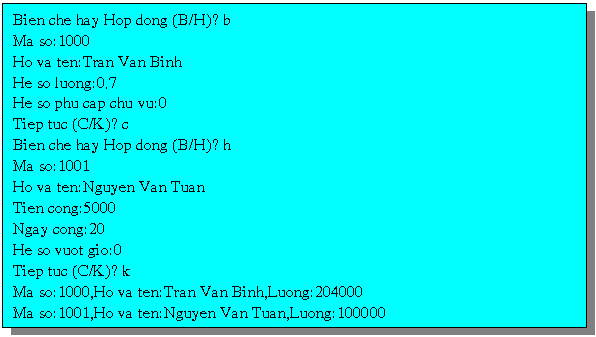 Bien che hay Hop dong (B/H)? b
Ma so:1000
Ho va ten:Tran Van Binh
He so luong:0.7
He so phu cap chu vu:0
Tiep tuc (C/K)? c
Bien che hay Hop dong (B/H)? h
Ma so:1001
Ho va ten:Nguyen Van Tuan
Tien cong:5000
Ngay cong:20
He so vuot gio:0
Tiep tuc (C/K)? k
Ma so:1000,Ho va ten:Tran Van Binh,Luong:204000
Ma so:1001,Ho va ten:Nguyen Van Tuan,Luong:100000